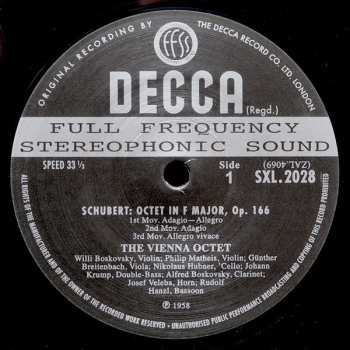 ORIGINAL RECORDING BY
THE DECCA RECORD CO. LTD. LONDON
FFSS
DECCA
(Regd.)
FULL FREQUENCY
STEREOPHONIC SOUND
SPEED 33 ⅓
Side
1
(ZAL.4069)
SXL.2028
SCHUBERT: OCTET IN F MAJOR, Op. 166
1st Mov. Adagio—Allegro
2nd Mov. Adagio
3rd Mov. Allegro vivace
THE VIENNA OCTET
Willi Boskovsky, Violin; Philip Matheis, Violin; Günther
Breitenbach, Viola; Nikolaus Hubner, 'Cello; Johann
Krump, Double-Bass; Alfred Boskovsky, Clarinet;
Josef Veleba, Horn; Rudolf
Hanzl, Bassoon
℗ 1958
ALL RIGHTS OF THE MANUFACTURER AND OF THE OWNER OF THE RECORDED WORK RESERVED • UNAUTHORISED PUBLIC PERFORMANCE, BROADCASTING AND COPYING OF THIS RECORD PROHIBITED